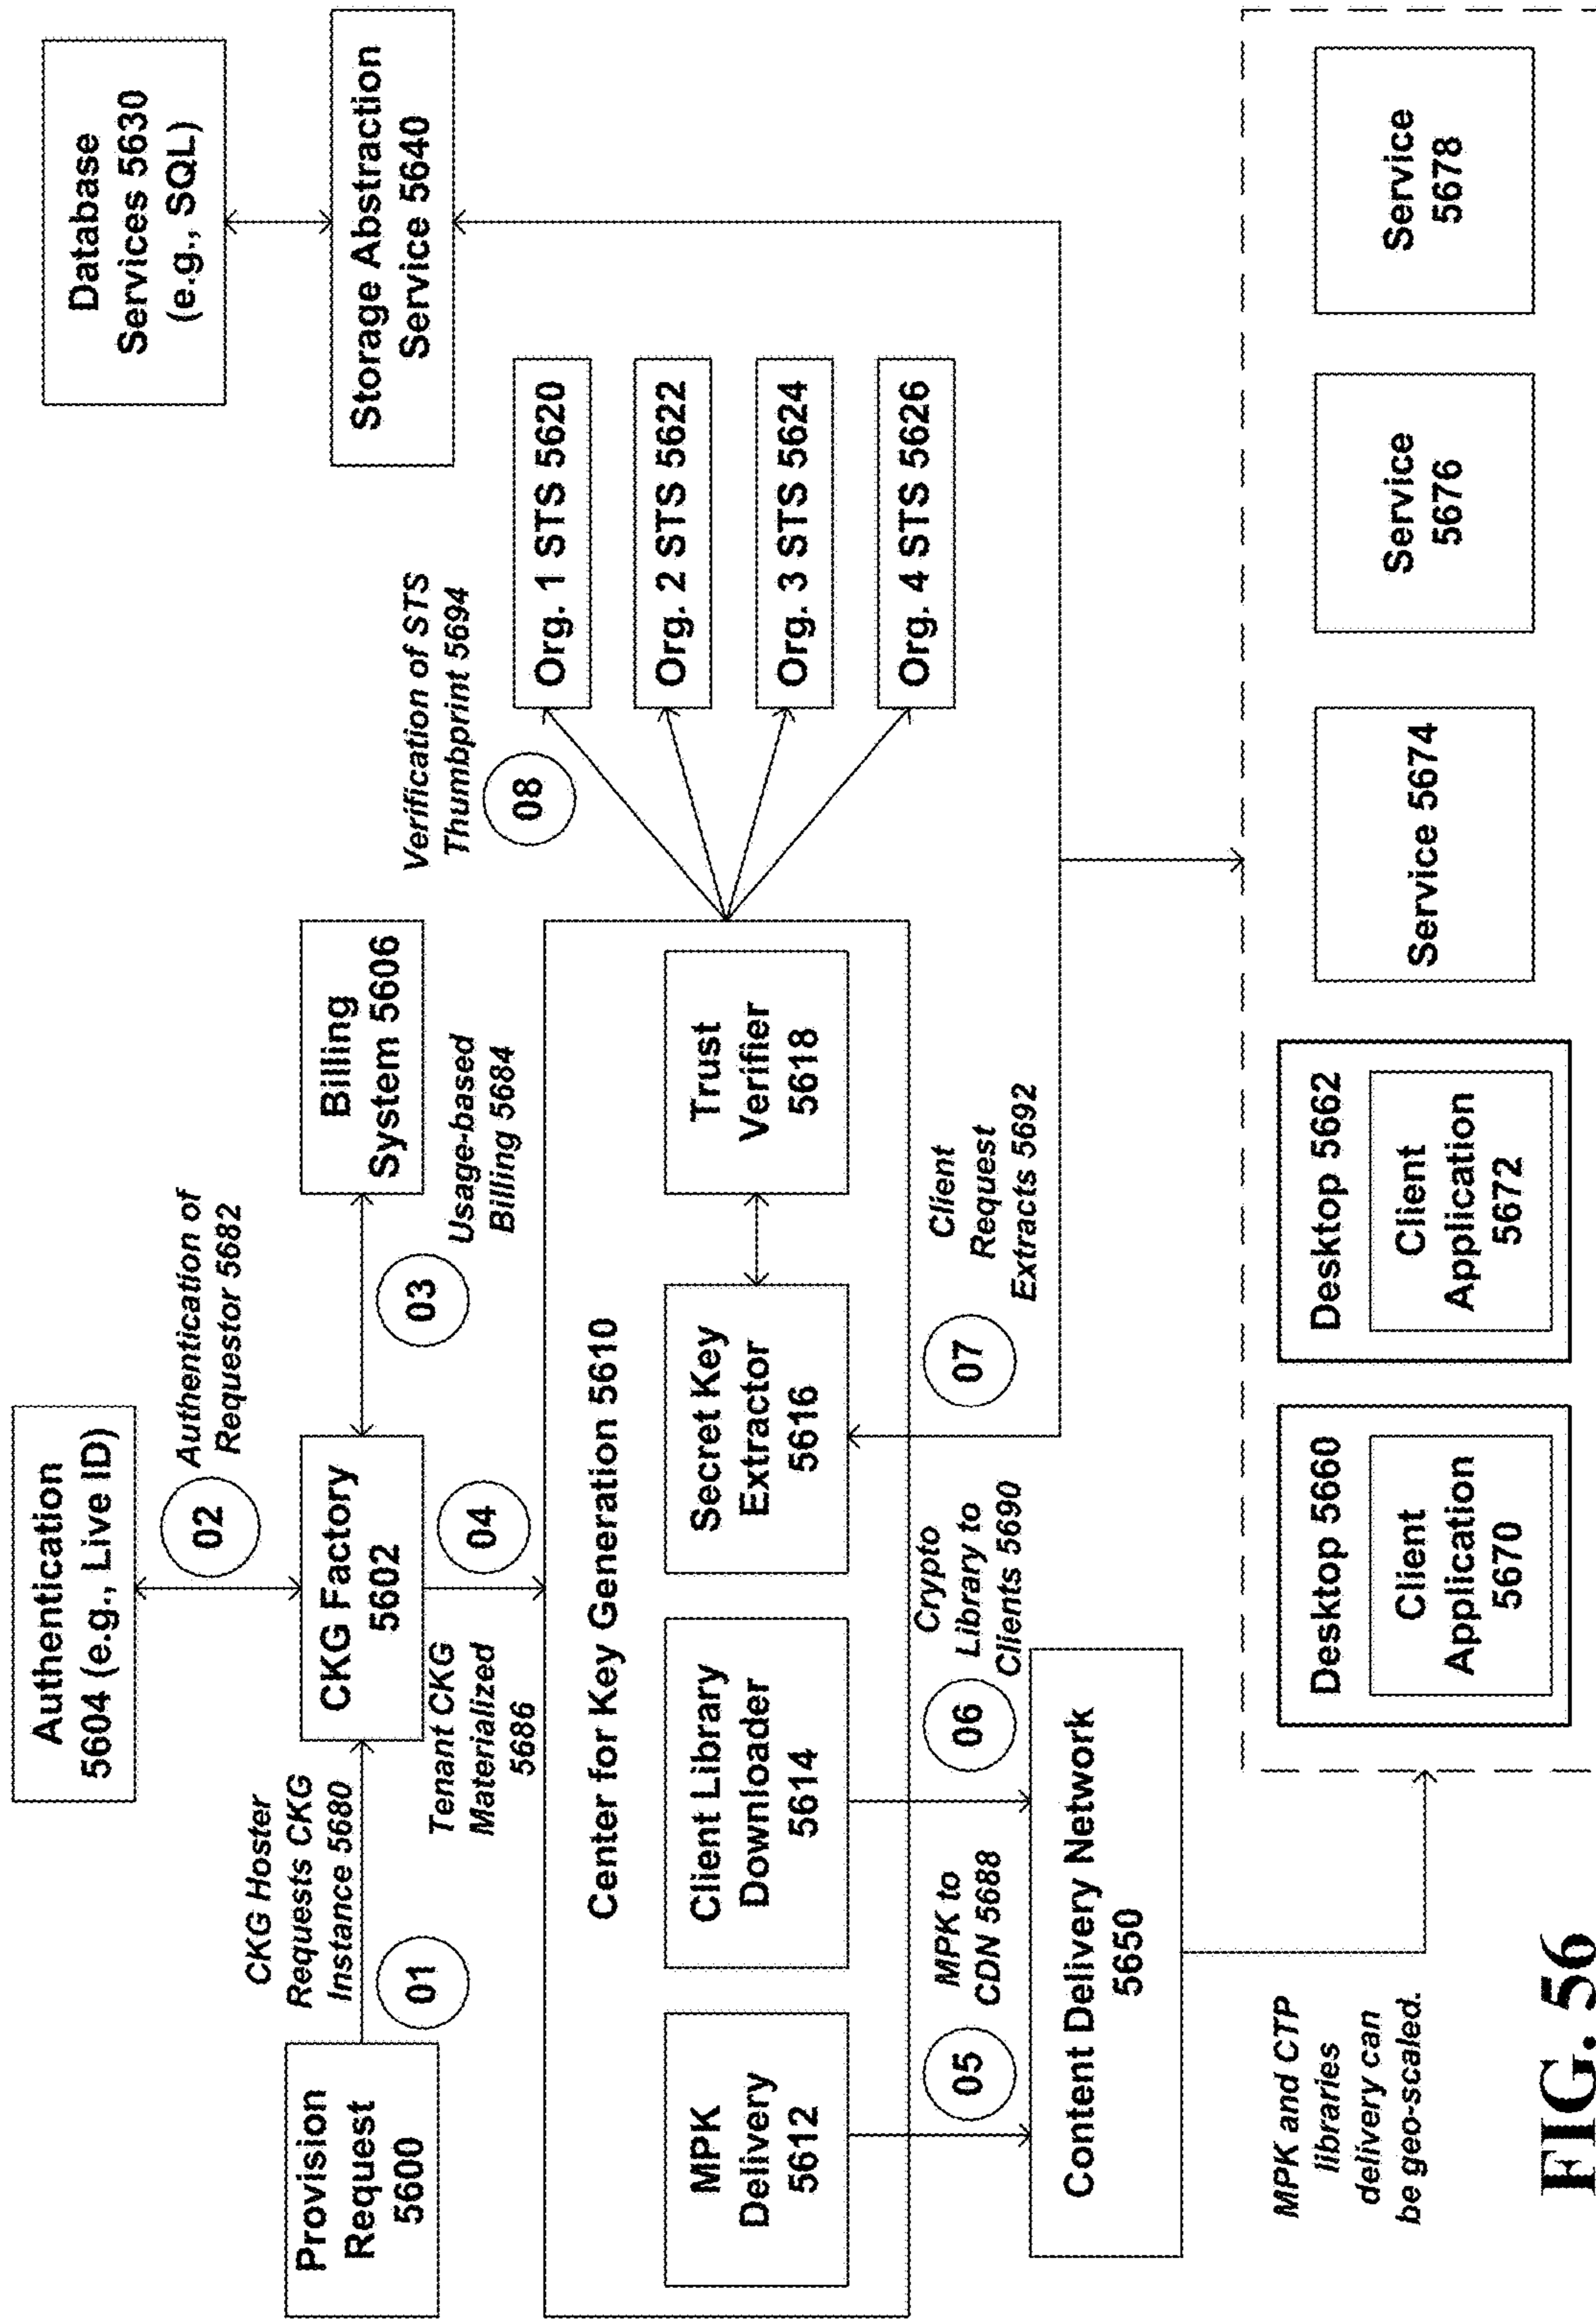 Authentication
5604 (e.g., Live ID)
Database
Services 5630
(e.g., SQL)
02
Authentication of
Requestor 5682
CKG Hoster
Requests CKG
Instance 5680
01
Provision
Request
5600
CKG Factory
5602
Billing
System 5606
03
Usage-based
Billing 5684
Storage Abstraction
Service 5640
Tenant CKG
Materialized
5686
04
Verification of STS
Thumbprint 5694
08
Center for Key Generation 5610
MPK
Delivery
5612
Client Library
Downloader
5614
Secret Key
Extractor
5616
Trust
Verifier
5618
Org. 1 STS 5620
Org. 2 STS 5622
Org. 3 STS 5624
Org. 4 STS 5626
05
MPK to
CDN 5688
06
Crypto
Library to
Clients 5690
07
Client
Request
Extracts 5692
Content Delivery Network
5650
MPK and CTP
libraries
delivery can
be geo-scaled.
Desktop 5660
Client
Application
5670
Desktop 5662
Client
Application
5672
Service 5674
Service
5676
Service
5678
FIG. 56